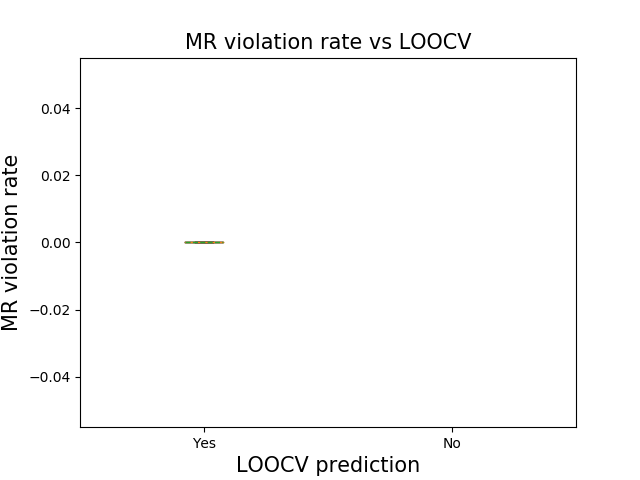 MR violation rate vs LOOCV
MR violation rate
0.04
0.02
0.00
−0.02
−0.04
Yes
No
LOOCV prediction